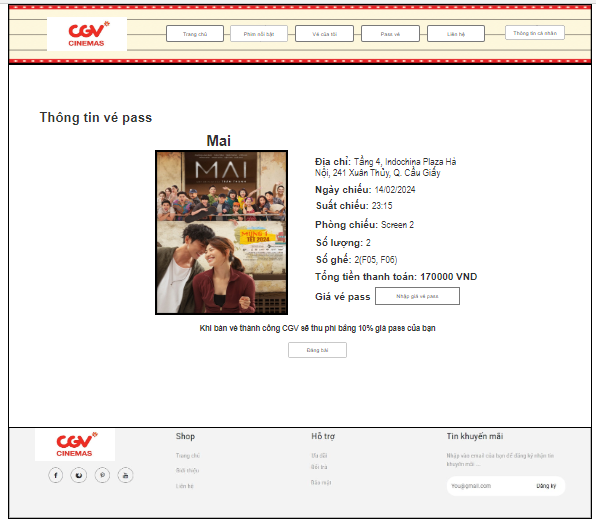 CGV
CINEMAS
Trang chủ
Phim nổi bật
Vé của tôi
Pass vé
Liên hệ
Thông tin cá nhân
Thông tin vé pass
Mai
MAI
MÙNG 1
TẾT 2024
Địa chỉ: Tầng 4, Indochina Plaza Hà
Nội, 241 Xuân Thủy, Q. Cầu Giấy
Ngày chiếu: 14/02/2024
Suất chiếu: 23:15
Phòng chiếu: Screen 2
Số lượng: 2
Số ghế: 2(F05, F06)
Tổng tiền thanh toán: 170000 VND
Giá vé pass
Nhập giá vé pass
Khi bán vé thành công CGV sẽ thu phí bằng 10% giá pass của bạn
Đăng bài
CGV
CINEMAS
Shop
Trang chủ
Giới thiệu
Liên hệ
Hỗ trợ
Ưu đãi
Đổi trả
Bảo mật
Tin khuyến mãi
Nhập vào email của bạn để đăng ký nhận tin
khuyến mãi ...
You@gmail.com
Đăng ký